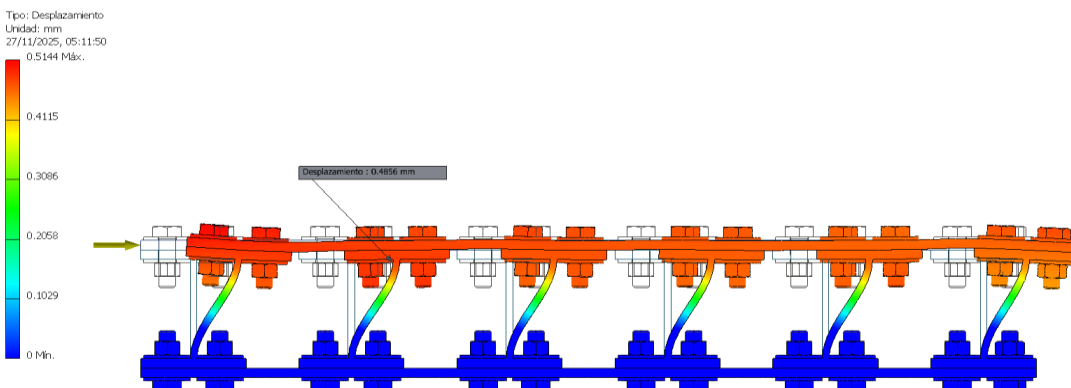 Tipo: Desplazamiento
Unidad: mm
27/11/2025, 05:11:50
0.5144 Máx.
0.4115
0.3086
0.2058
0.1029
0 Mín.
Desplazamiento : 0.4856 mm